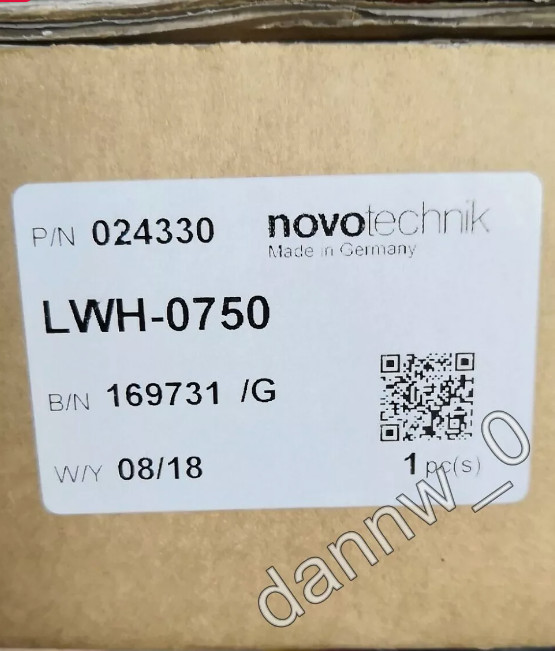 P/N 024330
novotechnik
Made in Germany
LWH-0750
B/N 169731 /G
W/Y 08/18
1 pc(s)
dannw_0